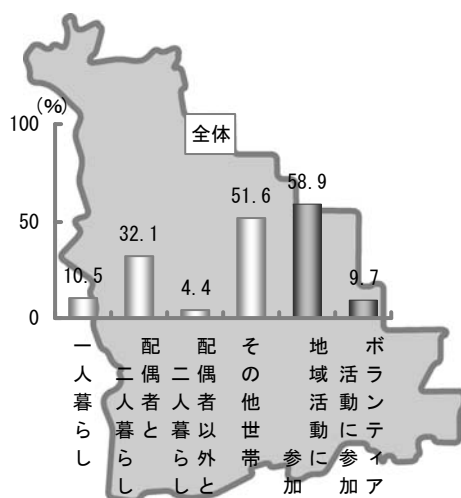 (%)
100
全体
58.9
51.6
50
32.1
10.5
4.4
9.7
0
一人暮らし
配偶者と
二人暮らし
配偶者以外と
二人暮らし
その他世帯
地域活動に
参加
ボランティア
活動に参加